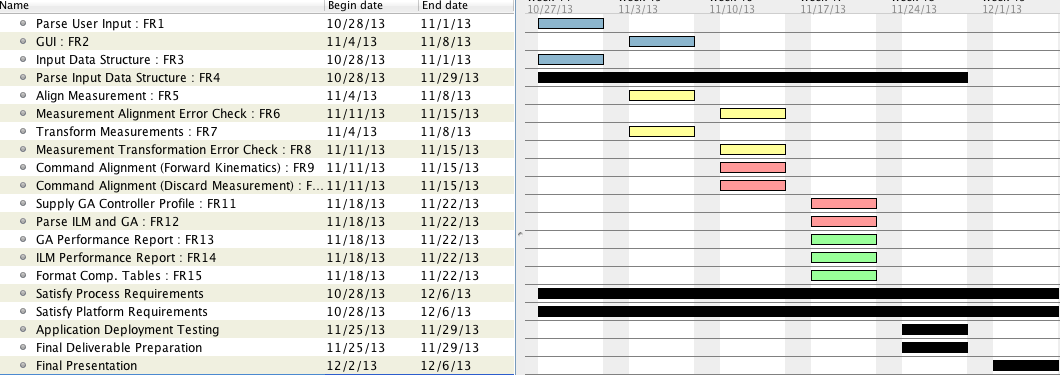 Name Begin date End date
10/27/13 11/3/13 11/10/13 11/17/13 11/24/13 12/1/13
Parse User Input : FR1 10/28/13 11/1/13
GUI : FR2 11/4/13 11/8/13
Input Data Structure : FR3 10/28/13 11/1/13
Parse Input Data Structure : FR4 10/28/13 11/29/13
Align Measurement : FR5 11/4/13 11/8/13
Measurement Alignment Error Check : FR6 11/11/13 11/15/13
Transform Measurements : FR7 11/4/13 11/8/13
Measurement Transformation Error Check : FR8 11/11/13 11/15/13
Command Alignment (Forward Kinematics) : FR9 11/11/13 11/15/13
Command Alignment (Discard Measurement) : F... 11/11/13 11/15/13
Supply GA Controller Profile : FR11 11/18/13 11/22/13
Parse ILM and GA : FR12 11/18/13 11/22/13
GA Performance Report : FR13 11/18/13 11/22/13
ILM Performance Report : FR14 11/18/13 11/22/13
Format Comp. Tables : FR15 11/18/13 11/22/13
Satisfy Process Requirements 10/28/13 12/6/13
Satisfy Platform Requirements 10/28/13 12/6/13
Application Deployment Testing 11/25/13 11/29/13
Final Deliverable Preparation 11/25/13 11/29/13
Final Presentation 12/2/13 12/6/13